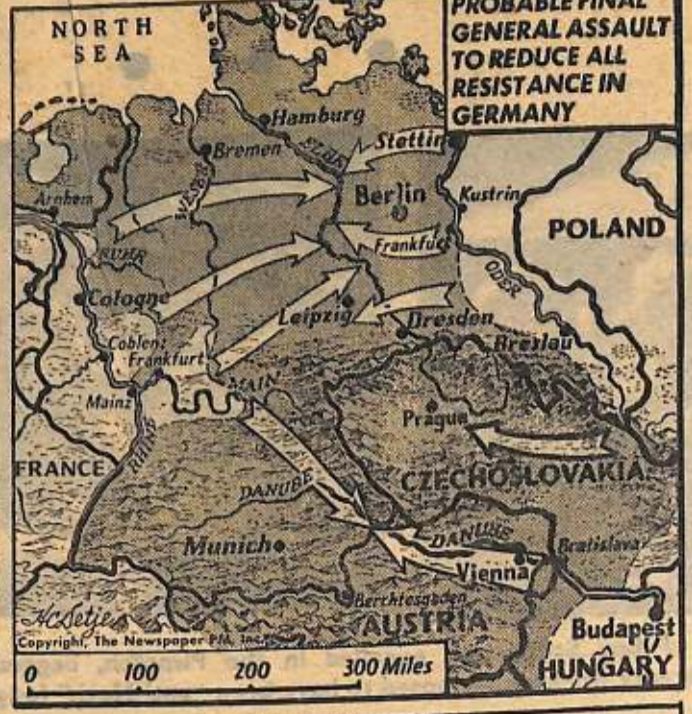 PROBABLE FINAL
GENERAL ASSAULT
TO REDUCE ALL
RESISTANCE IN
GERMANY
NORTH
SEA
Hamburg
Bremen
ELBE
Stettin
WESER
Arnhem
Berlin
Kustrin
POLAND
RUHR
Frankfurt
ODER
Cologne
Leipzig
Dresden
Breslau
Coblenz
Frankfurt
MAIN
Mainz
Prague
RHINE
FRANCE
CZECHOSLOVAKIA
DANUBE
DANUBE
Munich
Bratislava
Vienna
Berchtesgaden
AUSTRIA
Copyright, The Newspaper PM, Inc.
Budapest
HUNGARY
0 100 200 300 Miles